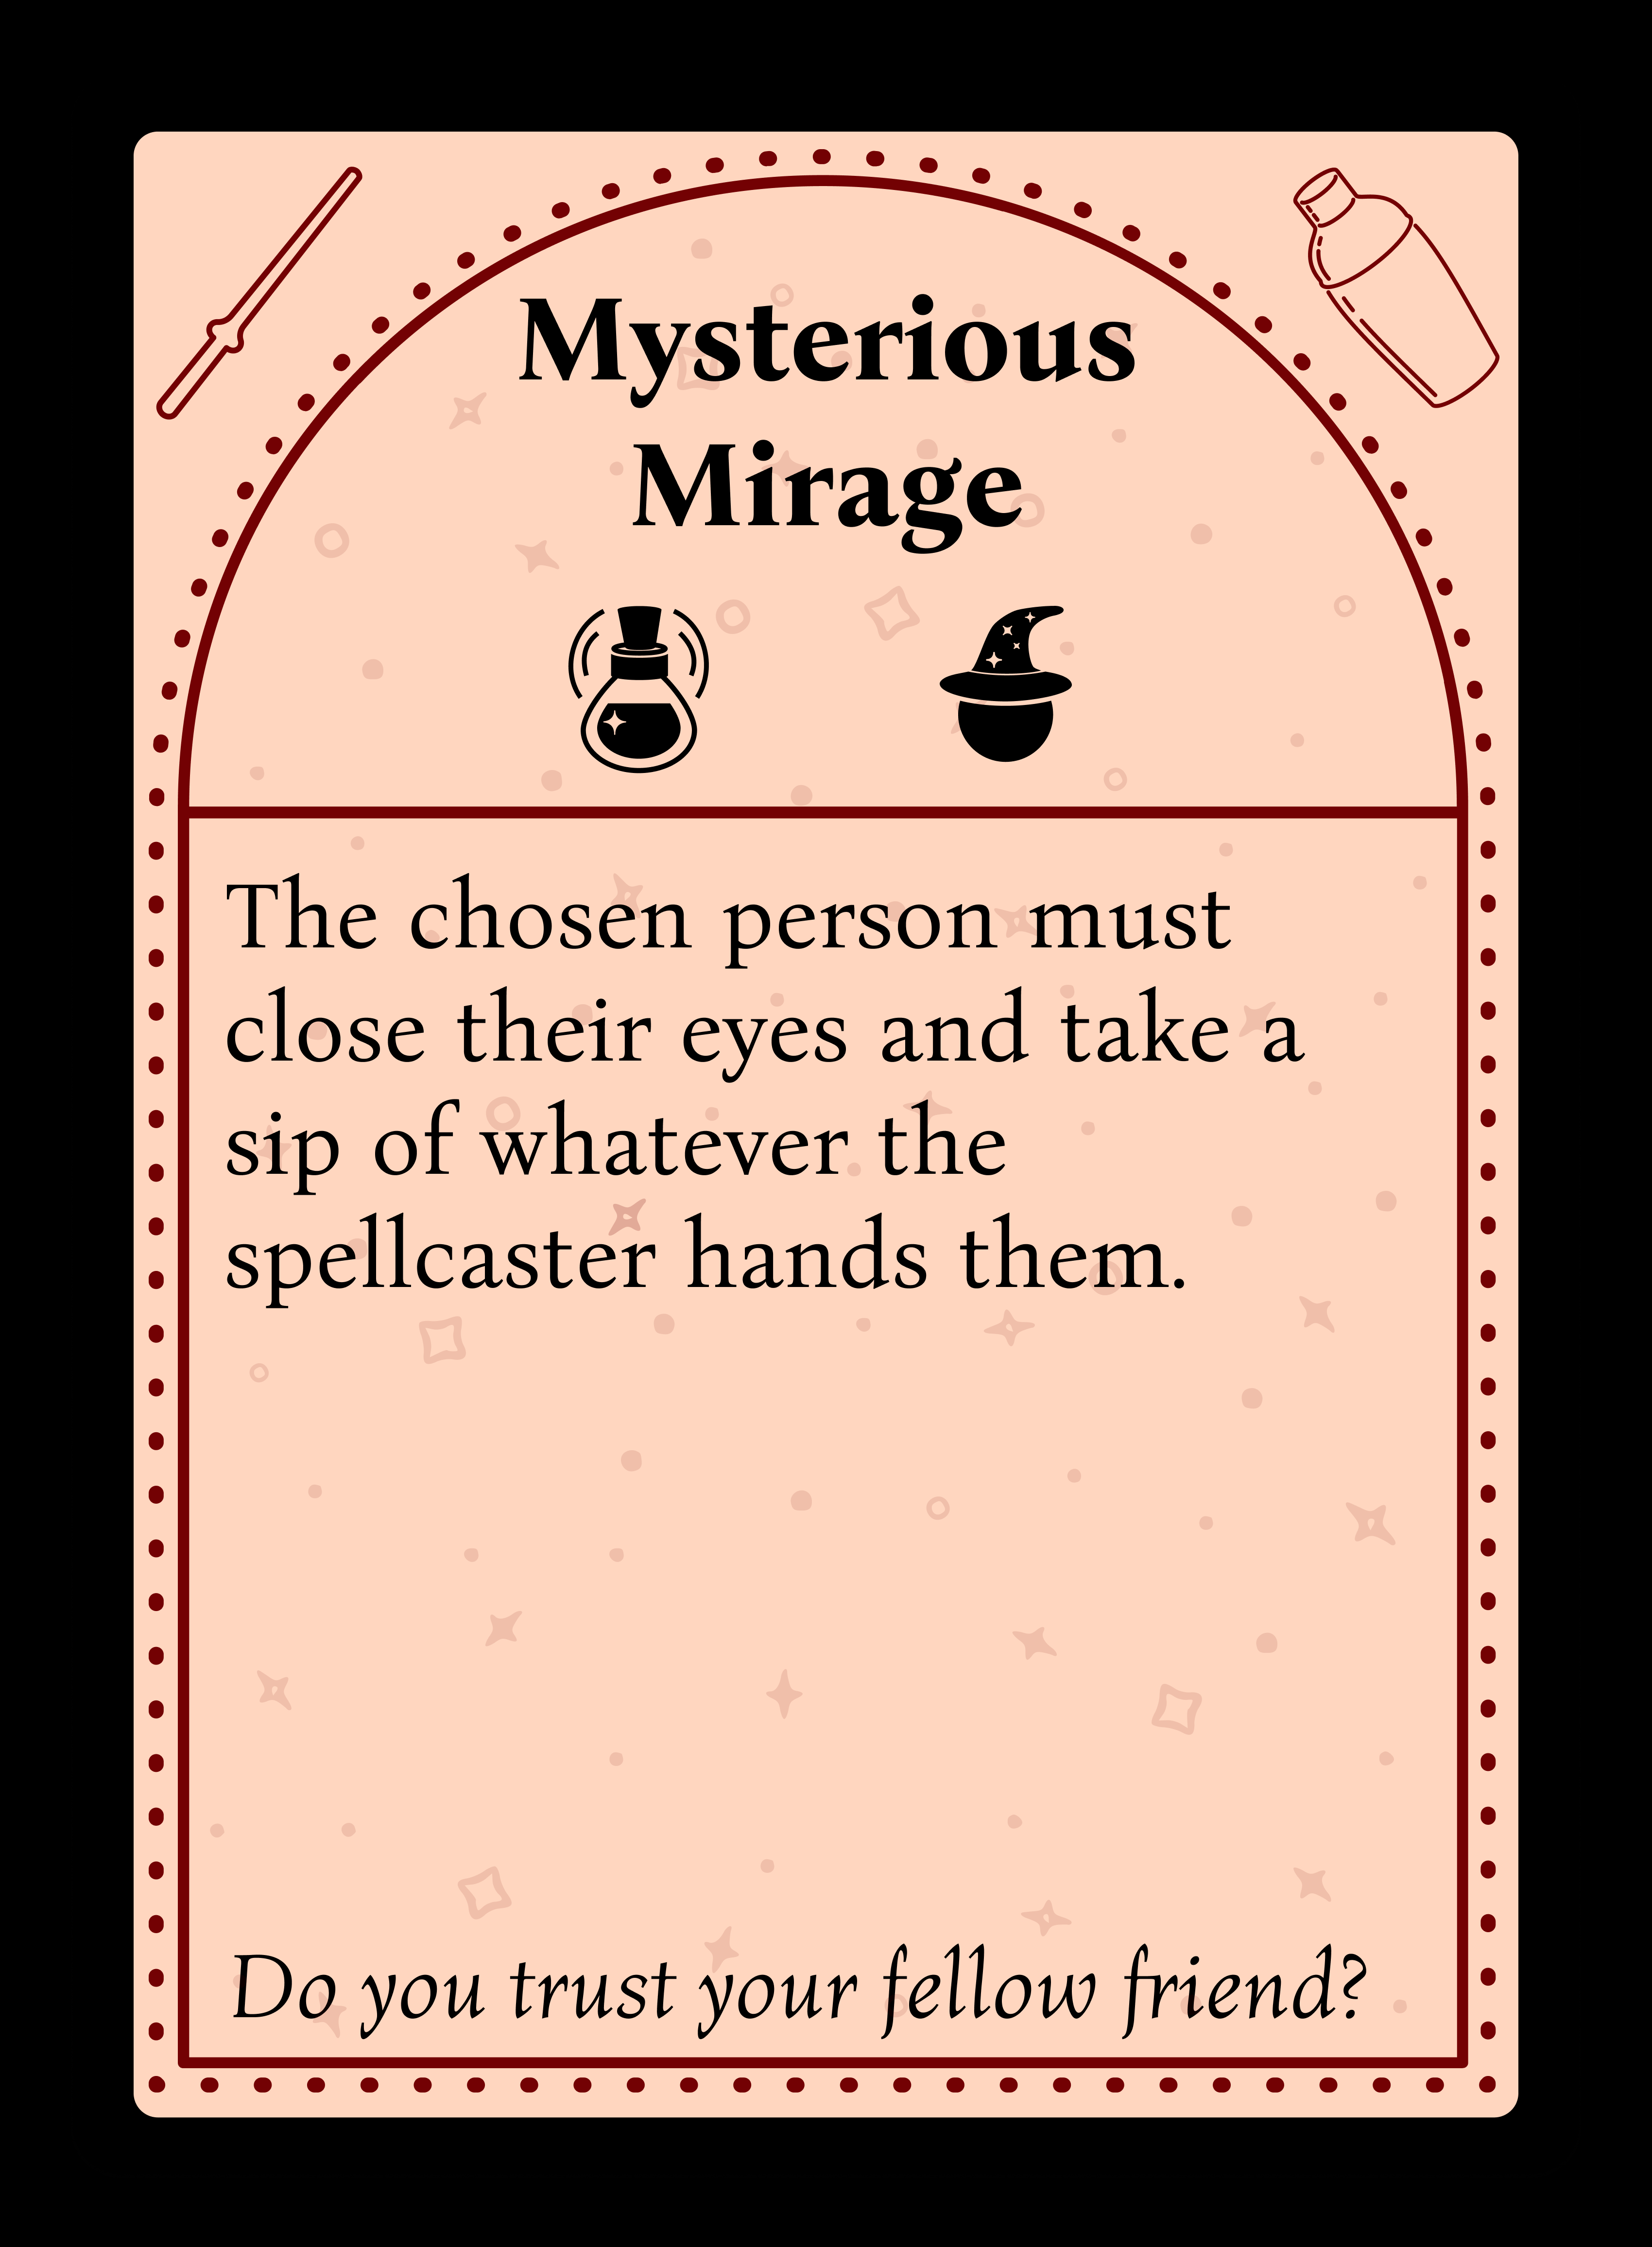 Mysterious
Mirage
The chosen person must
close their eyes and take a
sip of whatever the
spellcaster hands them.
Do you trust your fellow friend?